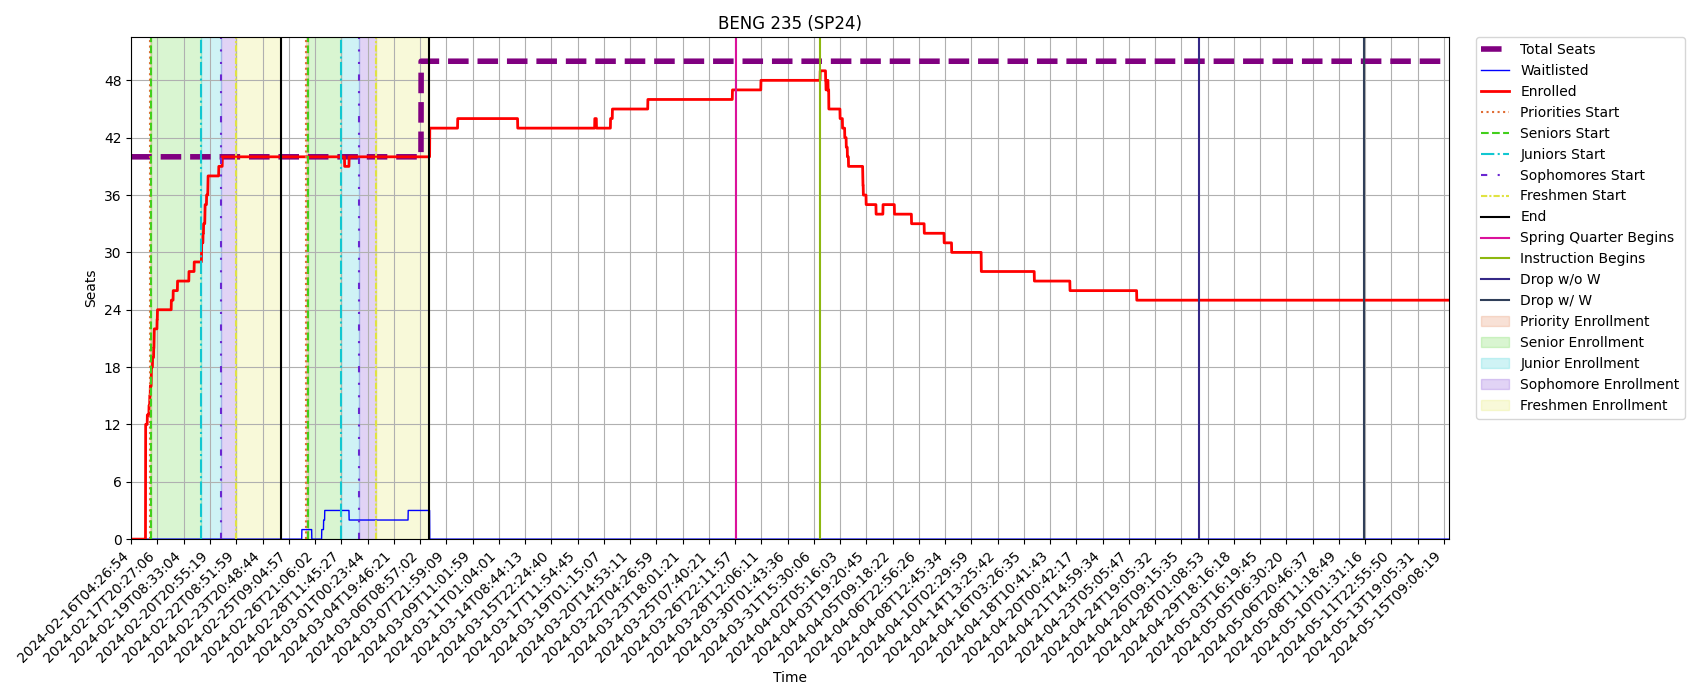 BENG 235 (SP24)
Seats
48
42
36
30
24
18
12
6
0
2024-02-16T04:26:54
2024-02-17T20:27:06
2024-02-19T08:33:04
2024-02-20T20:55:19
2024-02-22T08:51:59
2024-02-23T20:48:44
2024-02-25T09:04:57
2024-02-26T21:06:02
2024-02-28T11:45:27
2024-03-01T00:23:44
2024-03-04T19:46:21
2024-03-06T08:57:02
2024-03-07T21:59:09
2024-03-09T11:01:59
2024-03-11T01:04:01
2024-03-14T08:44:13
2024-03-15T22:24:40
2024-03-17T11:54:45
2024-03-19T01:15:07
2024-03-20T14:53:11
2024-03-22T04:26:59
2024-03-23T18:01:21
2024-03-25T07:40:21
2024-03-26T22:11:57
2024-03-28T12:06:11
2024-03-30T01:43:36
2024-03-31T15:30:06
2024-04-02T05:16:03
2024-04-03T19:20:45
2024-04-05T09:18:22
2024-04-06T22:56:26
2024-04-08T12:45:34
2024-04-10T02:29:59
2024-04-14T13:25:42
2024-04-16T03:26:35
2024-04-18T10:41:43
2024-04-20T00:42:17
2024-04-21T14:59:34
2024-04-23T05:05:47
2024-04-24T19:05:32
2024-04-26T09:15:35
2024-04-28T01:08:53
2024-04-29T18:16:18
2024-05-03T16:19:45
2024-05-05T06:30:20
2024-05-06T20:46:37
2024-05-08T11:18:49
2024-05-10T01:31:16
2024-05-11T22:55:50
2024-05-13T19:05:31
2024-05-15T09:08:19
Time
Total Seats
Waitlisted
Enrolled
Priorities Start
Seniors Start
Juniors Start
Sophomores Start
Freshmen Start
End
Spring Quarter Begins
Instruction Begins
Drop w/o W
Drop w/ W
Priority Enrollment
Senior Enrollment
Junior Enrollment
Sophomore Enrollment
Freshmen Enrollment